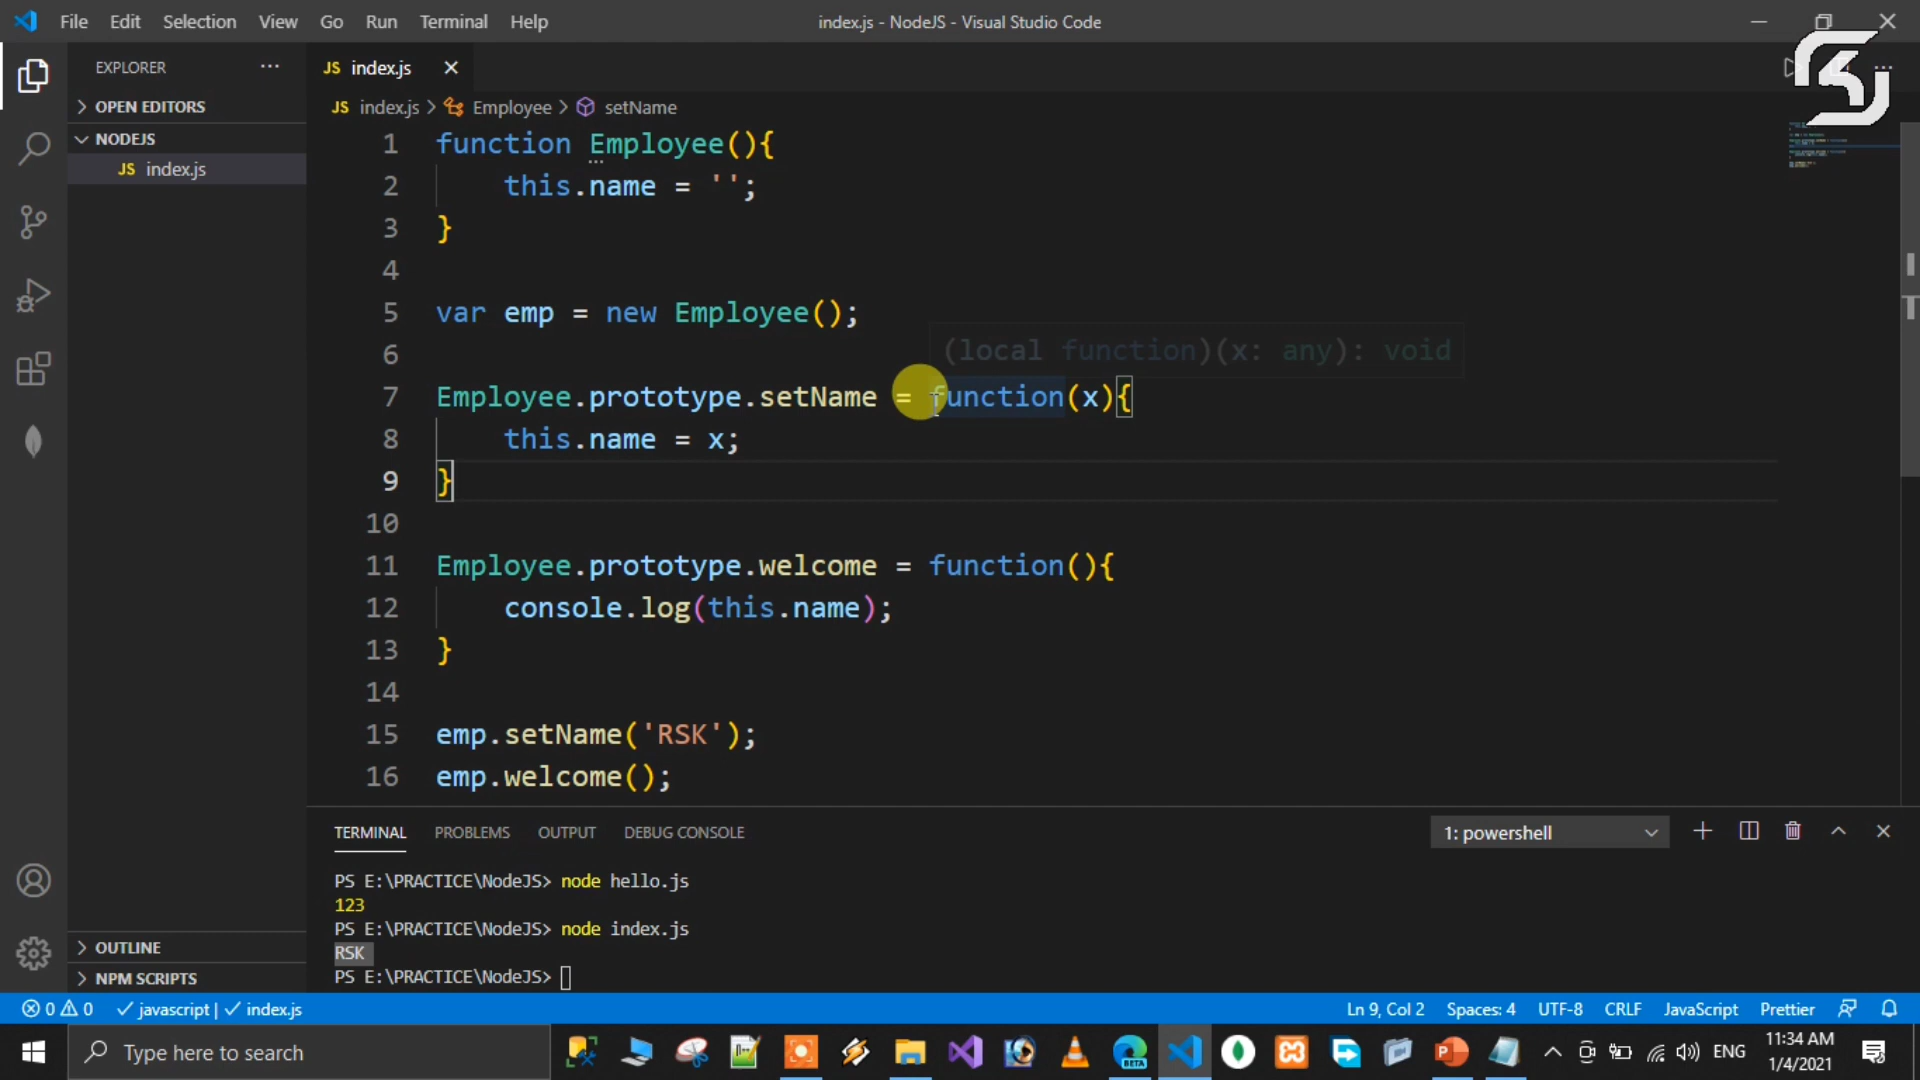 File Edit Selection View Go Run Terminal Help
index.js - NodeJS - Visual Studio Code
EXPLORER
JS index.js
OPEN EDITORS
JS index.js > Employee > setName
NODEJS
JS index.js
1 function Employee(){
2 this.name = '';
3 }
4
5 var emp = new Employee();
6
(local function)(x: any): void
7 Employee.prototype.setName = function(x){
8 this.name = x;
9 }
10
11 Employee.prototype.welcome = function(){
12 console.log(this.name);
13 }
14
15 emp.setName('RSK');
16 emp.welcome();
TERMINAL PROBLEMS OUTPUT DEBUG CONSOLE
1: powershell
PS E:\PRACTICE\NodeJS> node hello.js
123
PS E:\PRACTICE\NodeJS> node index.js
RSK
PS E:\PRACTICE\NodeJS>
OUTLINE
NPM SCRIPTS
0 0 javascript | index.js
Ln 9, Col 2 Spaces: 4 UTF-8 CRLF JavaScript Prettier
Type here to search
BETA
ENG
11:34 AM
1/4/2021